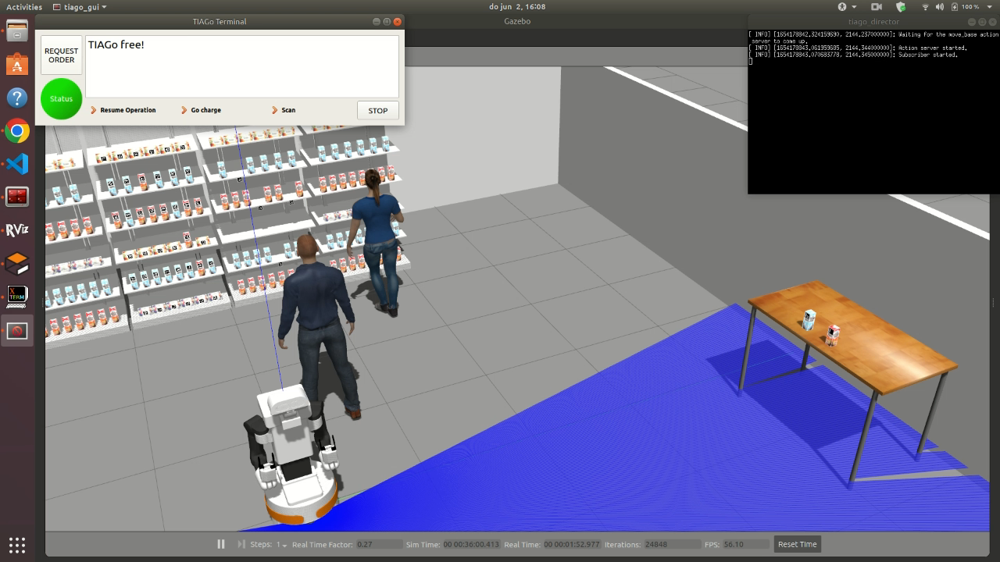 Activities
tiago_gui
do jun 2, 16:08
100 %
TIAGo Terminal
Gazebo
tiago_director
REQUEST
ORDER
TIAGo free!
Status
Resume Operation
Go charge
Scan
STOP
[ INFO] [1654178842,324159690, 2144,237000000]: Waiting for the move_base action
server to come up.
[ INFO] [1654178843,061959685, 2144,344000000]: Action server started.
[ INFO] [1654178843,070683778, 2144,345000000]: Subscriber started.
RViz
X
TERM
Steps: 1
Real Time Factor: 0.27
Sim Time: 00 00:36:00.413
Real Time: 00 00:01:52.977
Iterations: 24848
FPS: 56.10
Reset Time